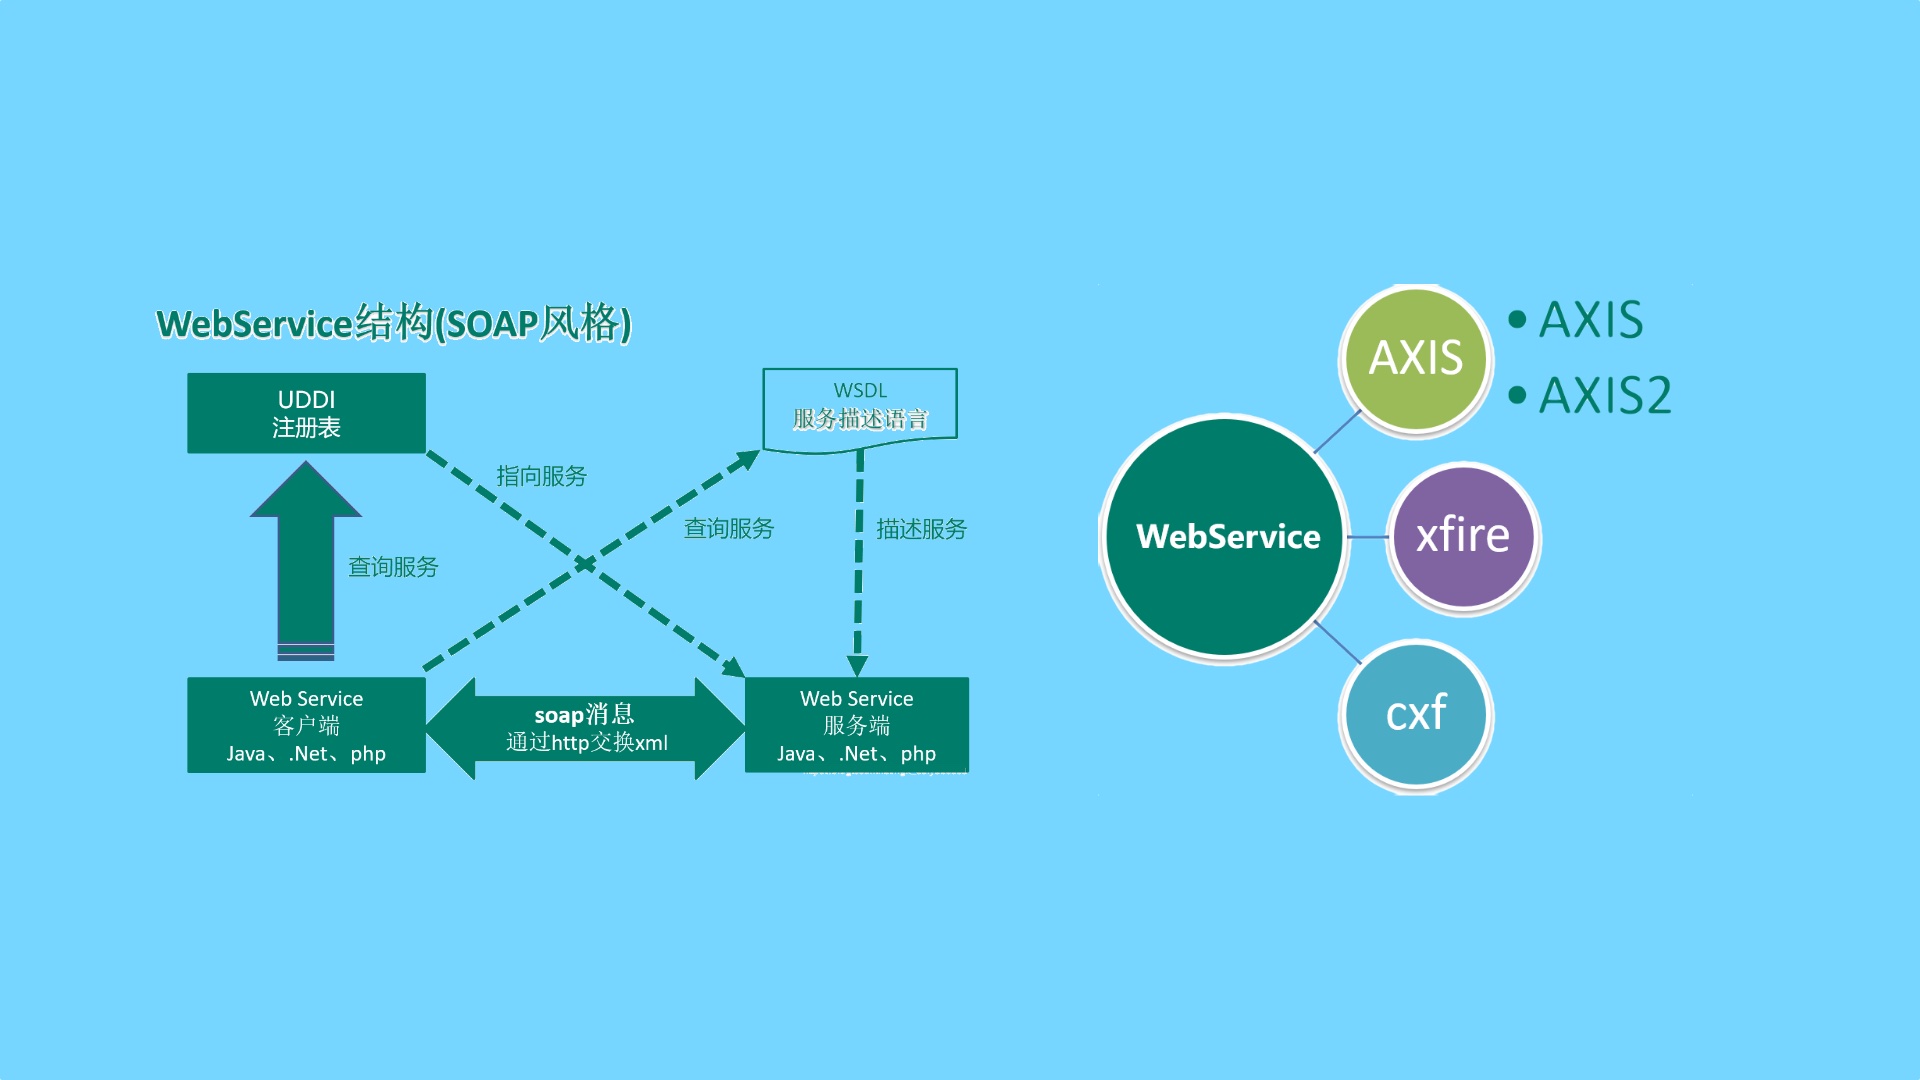 WebService结构(SOAP风格)
UDDI
注册表
WSDL
服务描述语言
指向服务
查询服务
描述服务
查询服务
Web Service
客户端
Java、.Net、php
soap消息
通过http交换xml
Web Service
服务端
Java、.Net、php
WebService
AXIS
• AXIS
• AXIS2
xfire
cxf